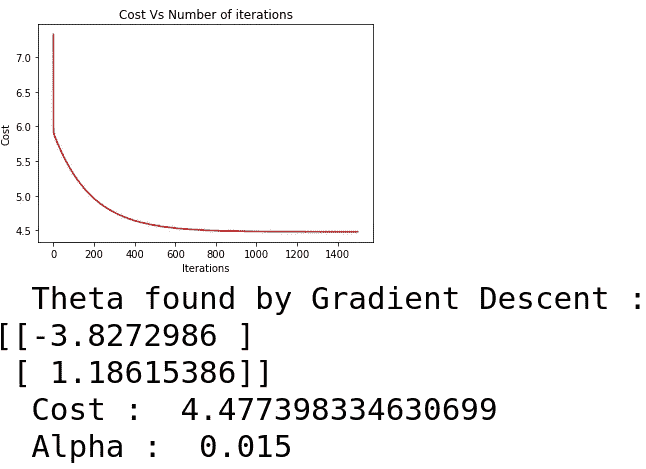 Cost Vs Number of itrerations
7.0
6.5
6.0
5.5
5.0
4.5
Cost
0 200 400 600 800 1000 1200 1400
Iterations
Theta found by Gradient Descent :
[[-3.8272986 ]
[ 1.18615386]]
Cost :  4.477398334630699
Alpha :  0.015